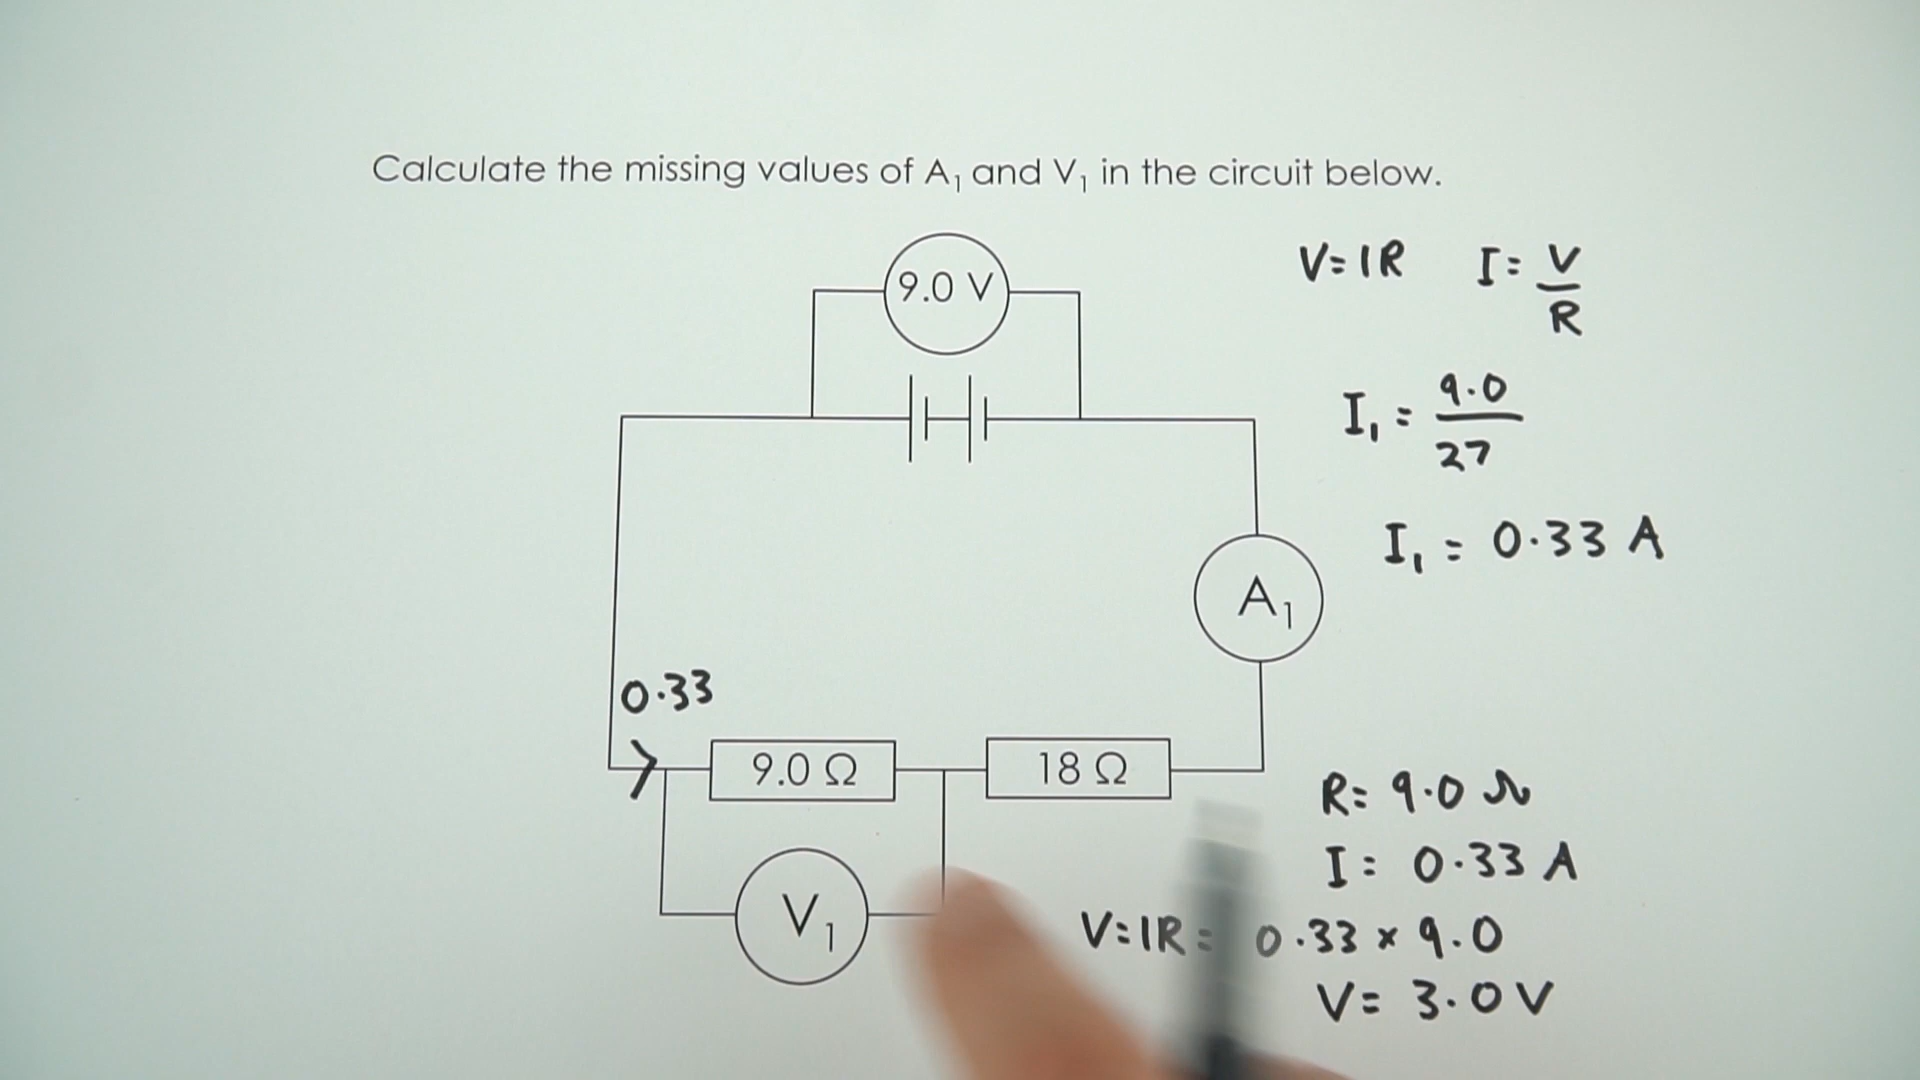 Calculate the missing values of A₁ and V₁ in the circuit below.
9.0 V
V=IR I=V/R
I₁ = 9.0/27
I₁ = 0.33 A
A₁
0.33
9.0 Ω
18 Ω
V₁
R= 9.0 Ω
I= 0.33 A
V=IR= 0.33 × 9.0
V= 3.0 V